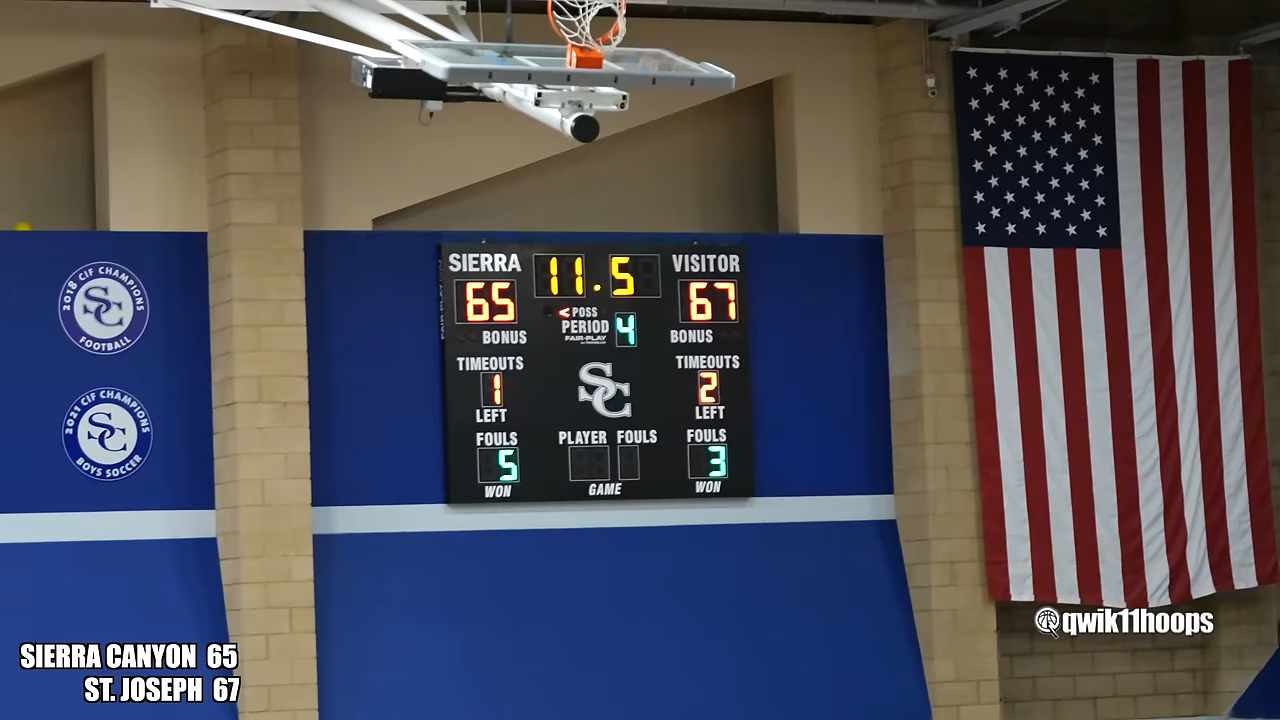 SIERRA 11.5 VISITOR
65 < POSS 67
PERIOD 4
FAIR-PLAY
BONUS BONUS
TIMEOUTS TIMEOUTS
1 SC 2
LEFT LEFT
FOULS PLAYER FOULS FOULS
5 3
WON GAME WON
2018 CIF CHAMPIONS
SC
FOOTBALL
2021 CIF CHAMPIONS
SC
BOYS SOCCER
@qwik11hoops
SIERRA CANYON 65
ST. JOSEPH 67